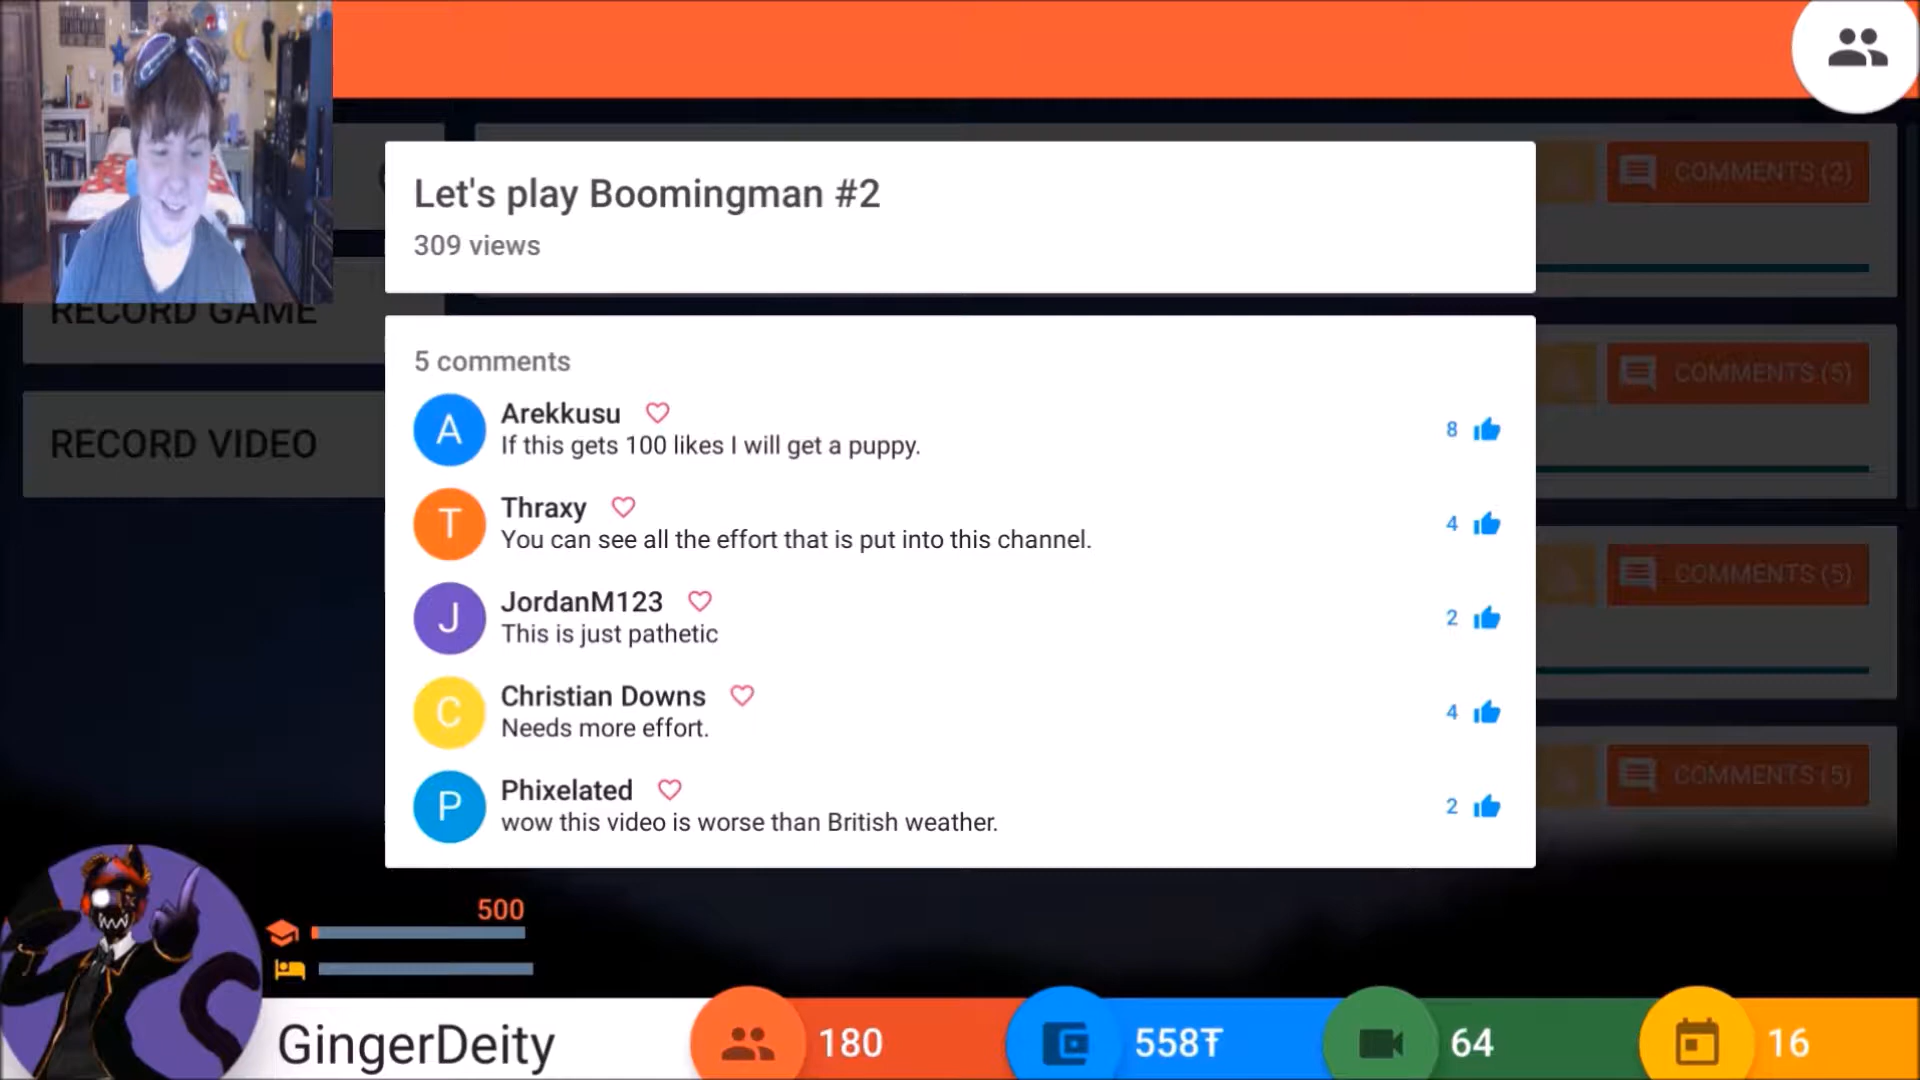 COMMENTS (2)
Let's play Boomingman #2
309 views
RECORD GAME
RECORD VIDEO
5 comments
A
Arekkusu
If this gets 100 likes I will get a puppy.
8
T
Thraxy
You can see all the effort that is put into this channel.
4
J
JordanM123
This is just pathetic
2
C
Christian Downs
Needs more effort.
4
P
Phixelated
wow this video is worse than British weather.
2
COMMENTS (5)
COMMENTS (5)
COMMENTS (5)
500
GingerDeity
180
558Ŧ
64
16